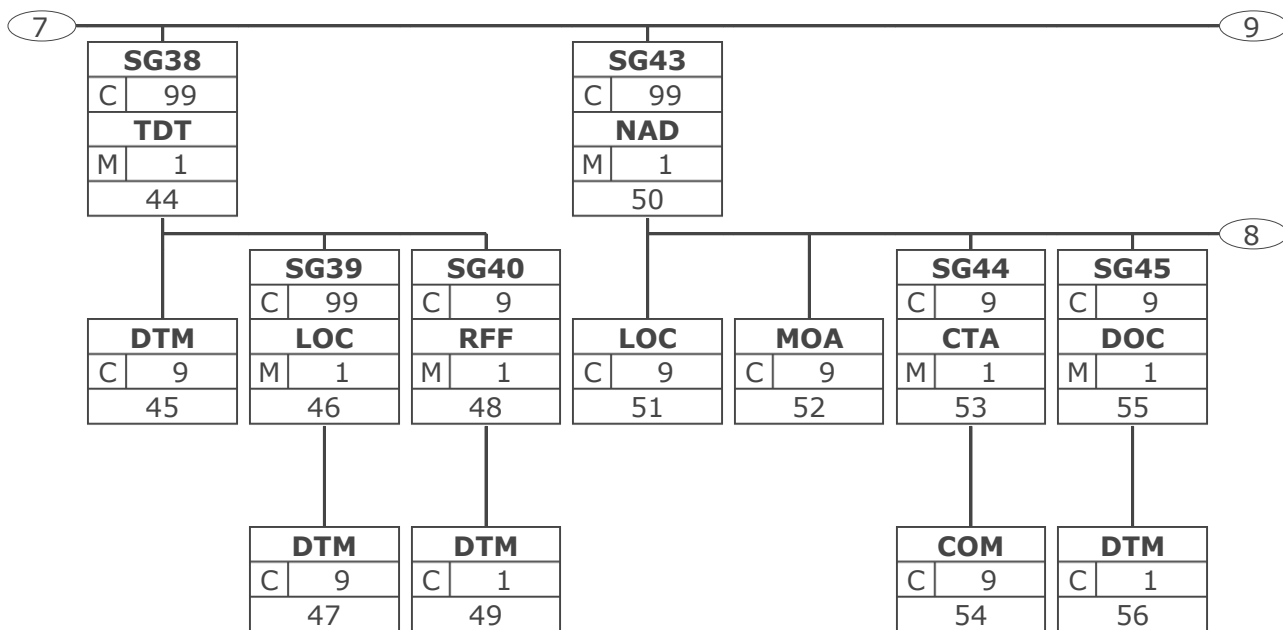 7 9
SG38 SG43
C 99 C 99
TDT NAD
M 1 M 1
44 50
8
SG39 SG40 SG44 SG45
C 99 C 9 C 9 C 9
DTM LOC RFF LOC MOA CTA DOC
C 9 M 1 M 1 C 9 C 9 M 1 M 1
45 46 48 51 52 53 55
DTM DTM COM DTM
C 9 C 1 C 9 C 1
47 49 54 56